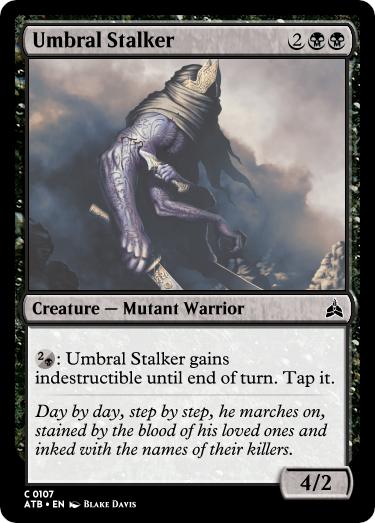 Umbral Stalker 2
2: Umbral Stalker gains
indestructible until end of turn. Tap it.
Creature — Mutant Warrior
Day by day, step by step, he marches on,
stained by the blood of his loved ones and
inked with the names of their killers.
4/2
C 0107
ATB • EN Blake Davis